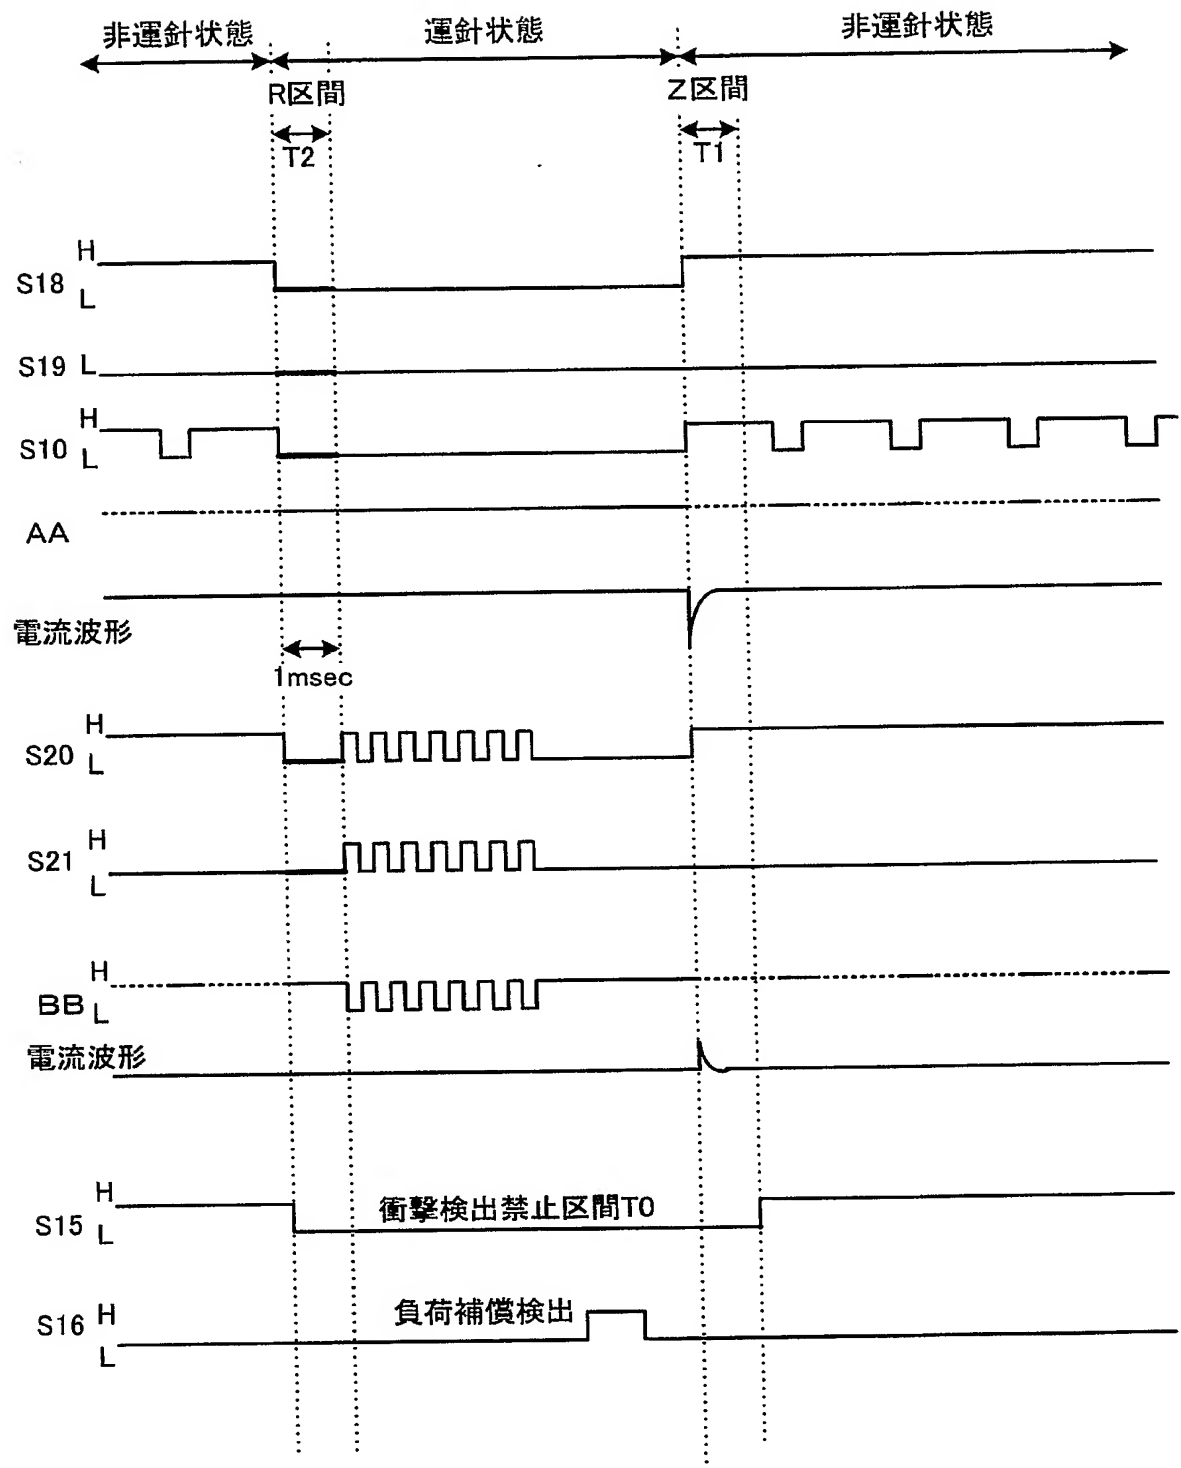 非運針状態 運針状態 非運針状態
R区間 Z区間
T2 T1
H
S18
L
S19 L
H
S10
L
AA
電流波形
1msec
H
S20
L
H
S21
L
H
BB
L
電流波形
H
衝撃検出禁止区間T0
S15
L
負荷補償検出
H
S16
L